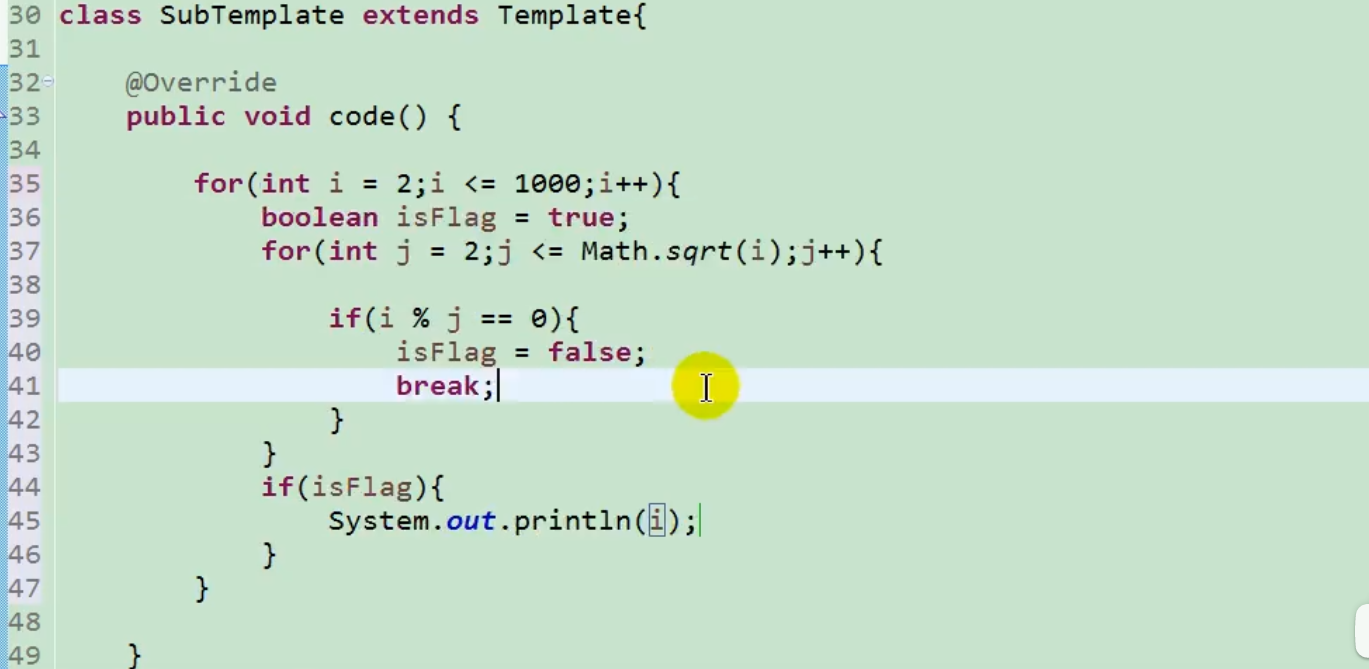 30 class SubTemplate extends Template{
31
32 @Override
33 public void code() {
34
35 for(int i = 2;i <= 1000;i++){
36 boolean isFlag = true;
37 for(int j = 2;j <= Math.sqrt(i);j++){
38
39 if(i % j == 0){
40 isFlag = false;
41 break;
42 }
43 }
44 if(isFlag){
45 System.out.println(i);
46 }
47 }
48
49 }